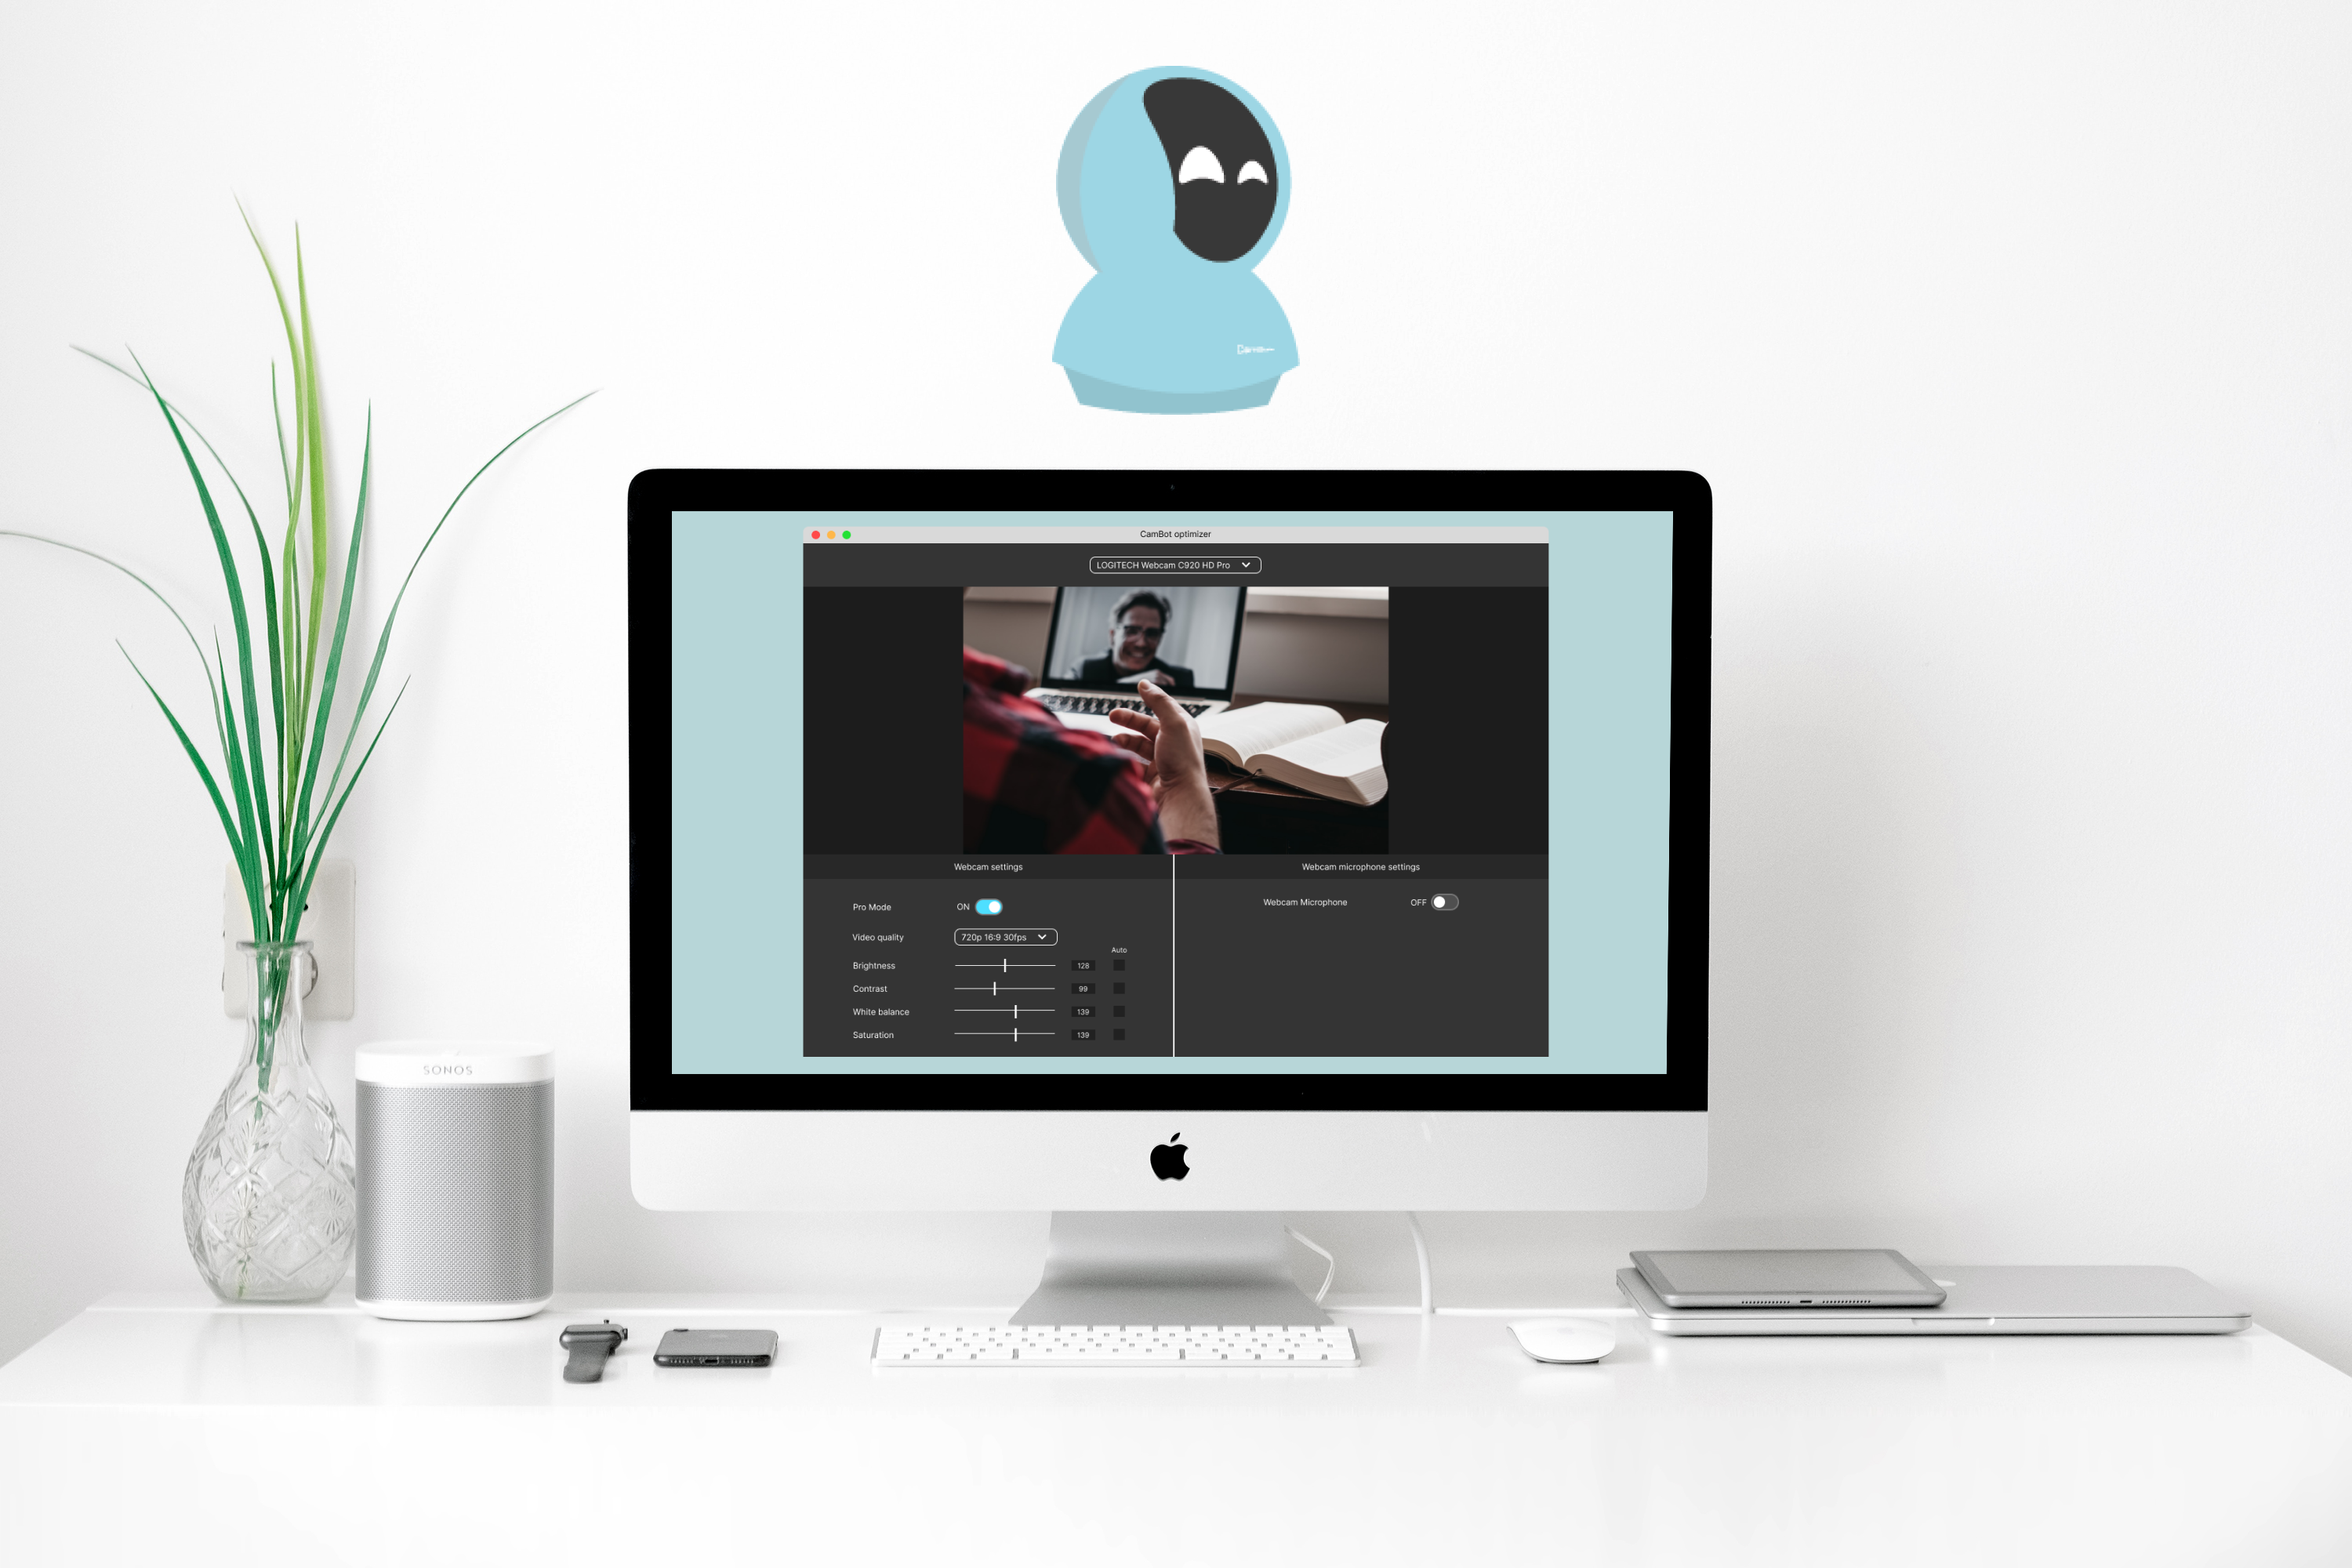 CamBot optimizer
LOGITECH Webcam C920 HD Pro
Webcam settings
Webcam microphone settings
Pro Mode ON
Webcam Microphone OFF
Video quality 720p 16:9 30fps
Auto
Brightness 128
Contrast 99
White balance 139
Saturation 139
SONOS